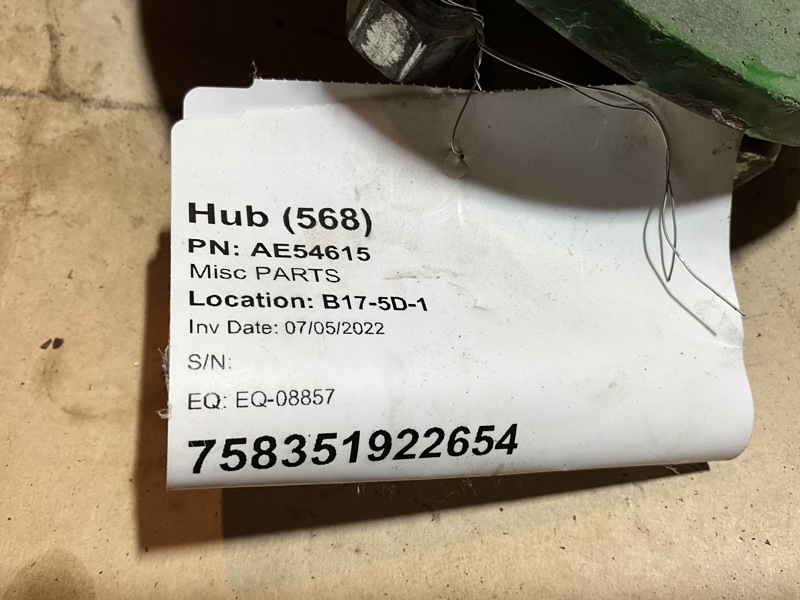 Hub (568)
PN: AE54615
Misc PARTS
Location: B17-5D-1
Inv Date: 07/05/2022
S/N:
EQ: EQ-08857
758351922654